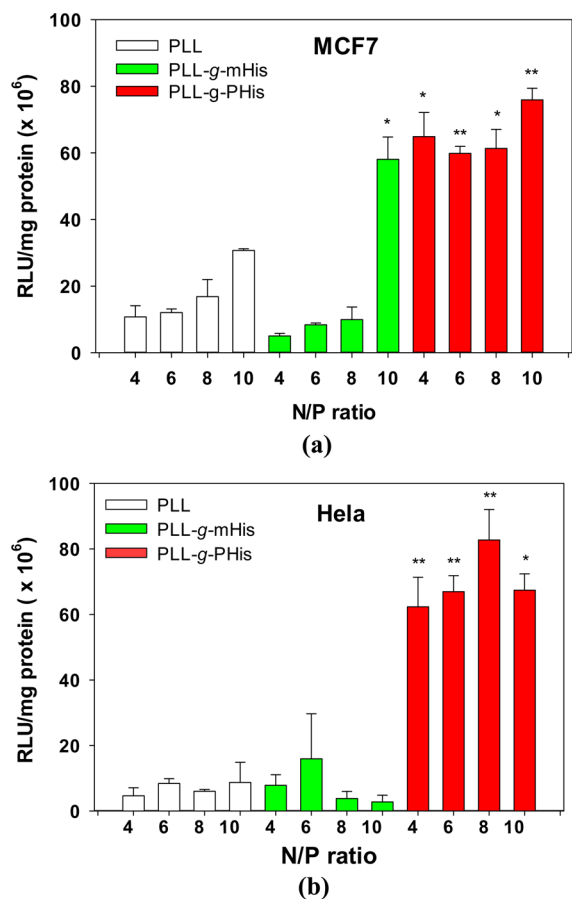 MCF7
PLL
PLL-g-mHis
PLL-g-PHis
RLU/mg protein (x 10⁶)
100
80
60
40
20
0
* * ** * **
4 6 8 10 4 6 8 10 4 6 8 10
N/P ratio
(a)
Hela
PLL
PLL-g-mHis
PLL-g-PHis
RLU/mg protein ( x 10⁶)
100
80
60
40
20
0
** ** ** *
4 6 8 10 4 6 8 10 4 6 8 10
N/P ratio
(b)